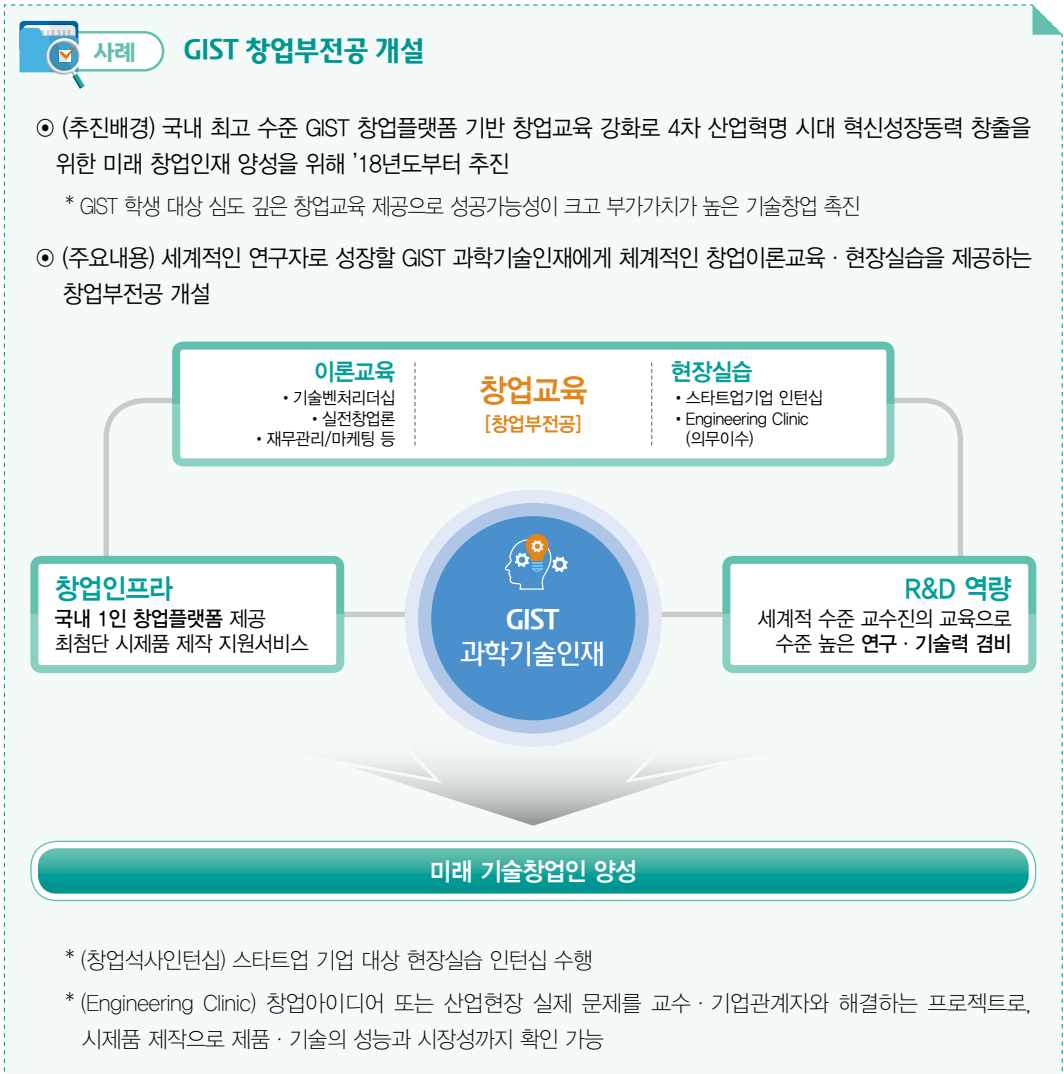 사례
GIST 창업부전공 개설
⊙ (추진배경) 국내 최고 수준 GIST 창업플랫폼 기반 창업교육 강화로 4차 산업혁명 시대 혁신성장동력 창출을
위한 미래 창업인재 양성을 위해 ’18년도부터 추진
* GIST 학생 대상 심도 깊은 창업교육 제공으로 성공가능성이 크고 부가가치가 높은 기술창업 촉진
⊙ (주요내용) 세계적인 연구자로 성장할 GIST 과학기술인재에게 체계적인 창업이론교육 · 현장실습을 제공하는
창업부전공 개설
이론교육
• 기술벤처리더십
• 실전창업론
• 재무관리/마케팅 등
창업교육
[창업부전공]
현장실습
• 스타트업기업 인턴십
• Engineering Clinic
(의무이수)
창업인프라
국내 1인 창업플랫폼 제공
최첨단 시제품 제작 지원서비스
GIST
과학기술인재
R&D 역량
세계적 수준 교수진의 교육으로
수준 높은 연구 · 기술력 겸비
미래 기술창업인 양성
* (창업석사인턴십) 스타트업 기업 대상 현장실습 인턴십 수행
* (Engineering Clinic) 창업아이디어 또는 산업현장 실제 문제를 교수 · 기업관계자와 해결하는 프로젝트로,
시제품 제작으로 제품 · 기술의 성능과 시장성까지 확인 가능